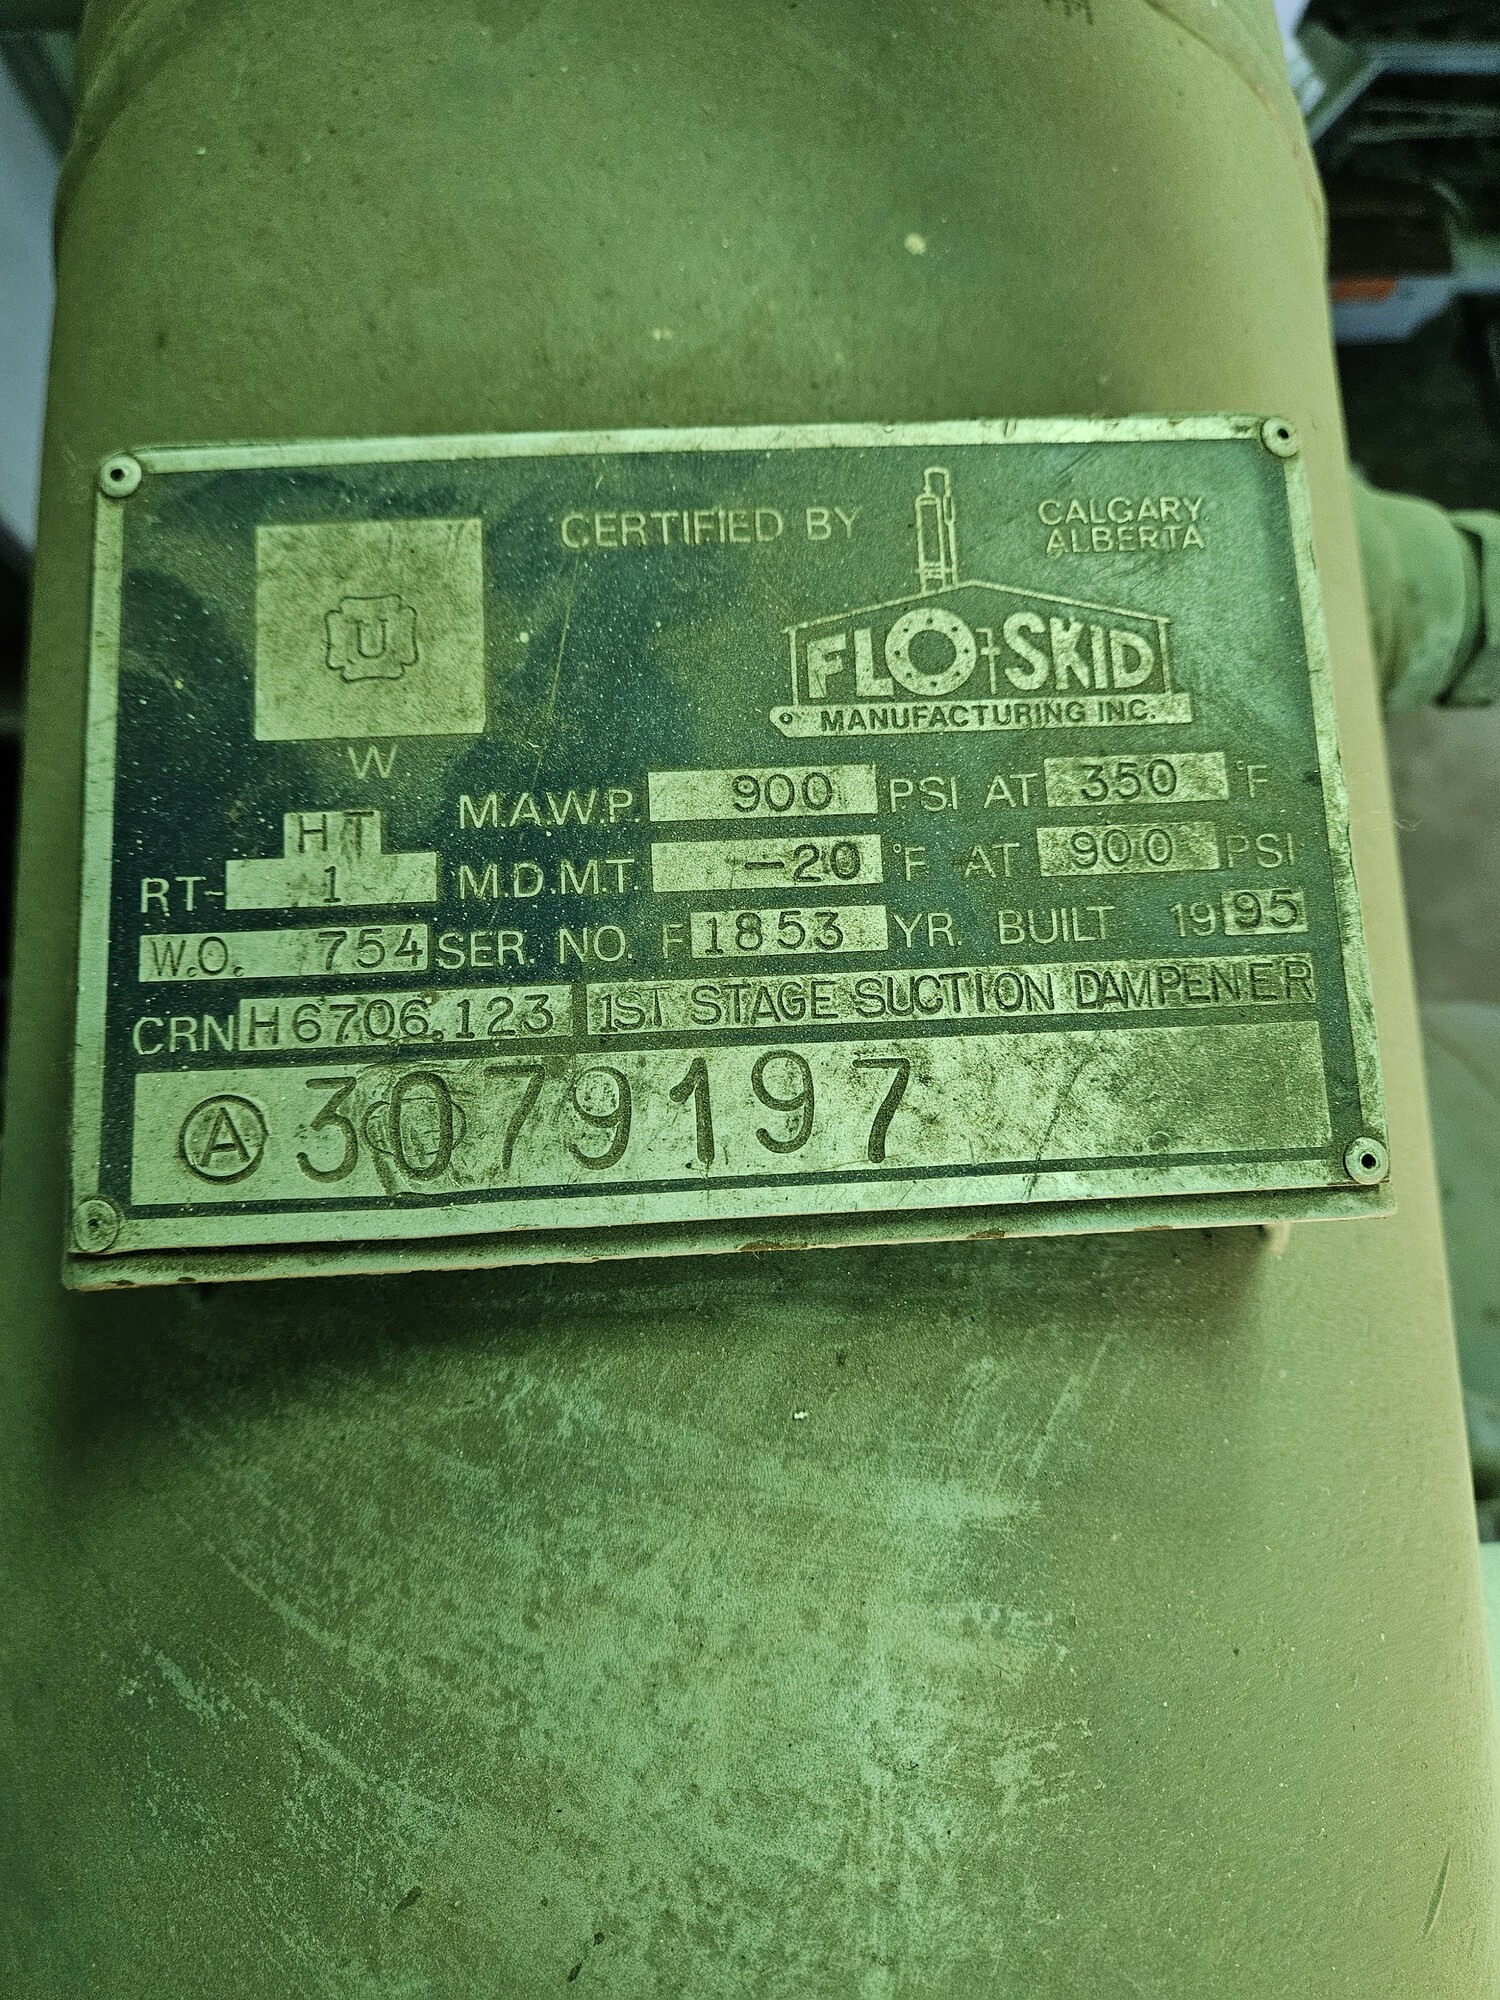 CERTIFIED BY
CALGARY,
ALBERTA
U
FLO-SKID
MANUFACTURING INC.
W
HT
M.A.W.P. 900 PSI AT 350 °F
RT- 1 M.D.M.T. -20 °F AT 900 PSI
W.O. 754 SER. NO. F1853 YR. BUILT 1995
CRN H6706.123 1ST STAGE SUCTION DAMPENER
Ⓐ 3079197